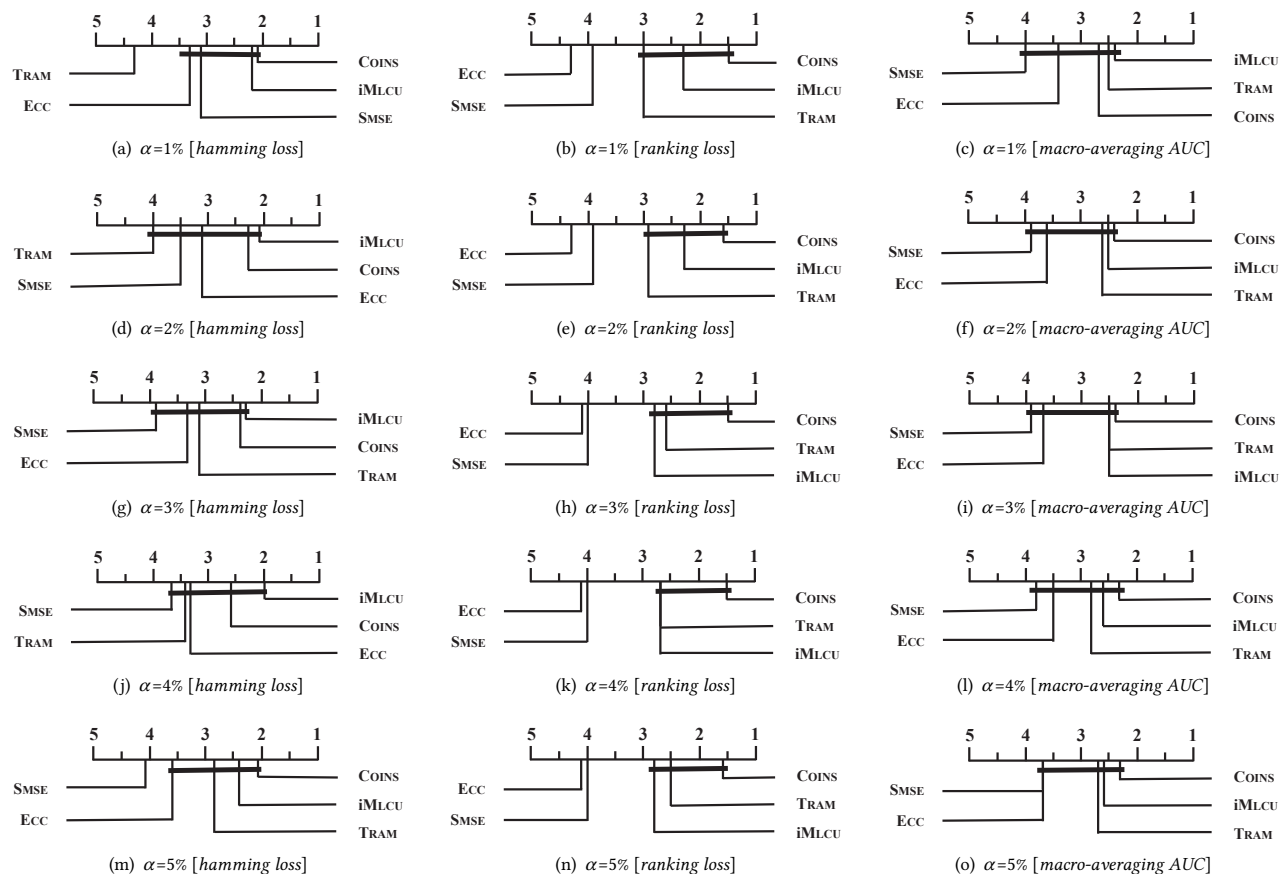 5 4 3 2 1
TRAM
ECC
COINS
iMLCU
SMSE
(a) α=1% [hamming loss]
5 4 3 2 1
ECC
SMSE
COINS
iMLCU
TRAM
(b) α=1% [ranking loss]
5 4 3 2 1
SMSE
ECC
iMLCU
TRAM
COINS
(c) α=1% [macro-averaging AUC]
5 4 3 2 1
TRAM
SMSE
iMLCU
COINS
ECC
(d) α=2% [hamming loss]
5 4 3 2 1
ECC
SMSE
COINS
iMLCU
TRAM
(e) α=2% [ranking loss]
5 4 3 2 1
SMSE
ECC
COINS
iMLCU
TRAM
(f) α=2% [macro-averaging AUC]
5 4 3 2 1
SMSE
ECC
iMLCU
COINS
TRAM
(g) α=3% [hamming loss]
5 4 3 2 1
ECC
SMSE
COINS
TRAM
iMLCU
(h) α=3% [ranking loss]
5 4 3 2 1
SMSE
ECC
COINS
TRAM
iMLCU
(i) α=3% [macro-averaging AUC]
5 4 3 2 1
SMSE
TRAM
iMLCU
COINS
ECC
(j) α=4% [hamming loss]
5 4 3 2 1
ECC
SMSE
COINS
TRAM
iMLCU
(k) α=4% [ranking loss]
5 4 3 2 1
SMSE
ECC
COINS
iMLCU
TRAM
(l) α=4% [macro-averaging AUC]
5 4 3 2 1
SMSE
ECC
COINS
iMLCU
TRAM
(m) α=5% [hamming loss]
5 4 3 2 1
ECC
SMSE
COINS
TRAM
iMLCU
(n) α=5% [ranking loss]
5 4 3 2 1
SMSE
ECC
COINS
iMLCU
TRAM
(o) α=5% [macro-averaging AUC]